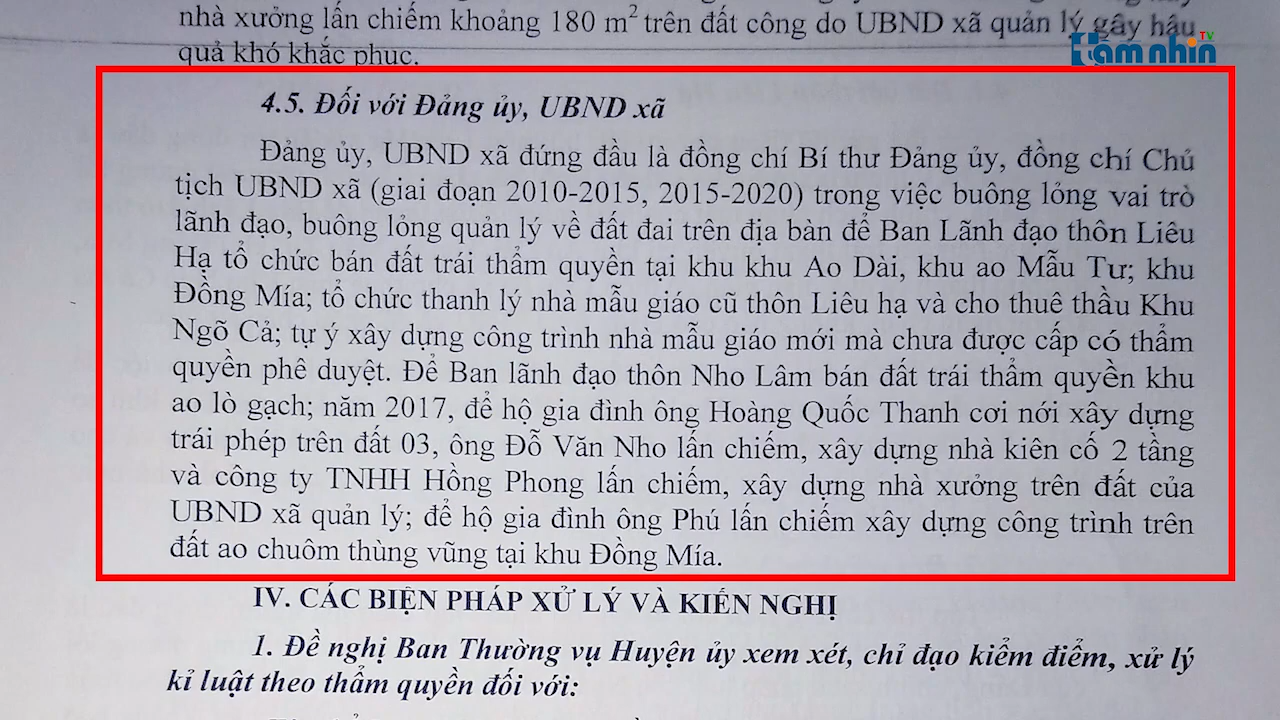 nhà xưởng lấn chiếm khoảng 180 m² trên đất công do UBND xã quản lý gây hậu
quả khó khắc phục.
tamnhin TV
4.5. Đối với Đảng ủy, UBND xã
Đảng ủy, UBND xã đứng đầu là đồng chí Bí thư Đảng ủy, đồng chí Chủ
tịch UBND xã (giai đoạn 2010-2015, 2015-2020) trong việc buông lỏng vai trò
lãnh đạo, buông lỏng quản lý về đất đai trên địa bàn để Ban Lãnh đạo thôn Liêu
Hạ tổ chức bán đất trái thẩm quyền tại khu khu Ao Dài, khu ao Mẫu Tư; khu
Đồng Mía; tổ chức thanh lý nhà mẫu giáo cũ thôn Liêu hạ và cho thuê thầu Khu
Ngõ Cả; tự ý xây dựng công trình nhà mẫu giáo mới mà chưa được cấp có thẩm
quyền phê duyệt. Để Ban lãnh đạo thôn Nho Lâm bán đất trái thẩm quyền khu
ao lò gạch; năm 2017, để hộ gia đình ông Hoàng Quốc Thanh cơi nới xây dựng
trái phép trên đất 03, ông Đỗ Văn Nho lấn chiếm, xây dựng nhà kiên cố 2 tầng
và công ty TNHH Hồng Phong lấn chiếm, xây dựng nhà xưởng trên đất của
UBND xã quản lý; để hộ gia đình ông Phú lấn chiếm xây dựng công trình trên
đất ao chuôm thùng vũng tại khu Đồng Mía.
IV. CÁC BIỆN PHÁP XỬ LÝ VÀ KIẾN NGHỊ
1. Đề nghị Ban Thường vụ Huyện ủy xem xét, chỉ đạo kiểm điểm, xử lý
kỉ luật theo thẩm quyền đối với: